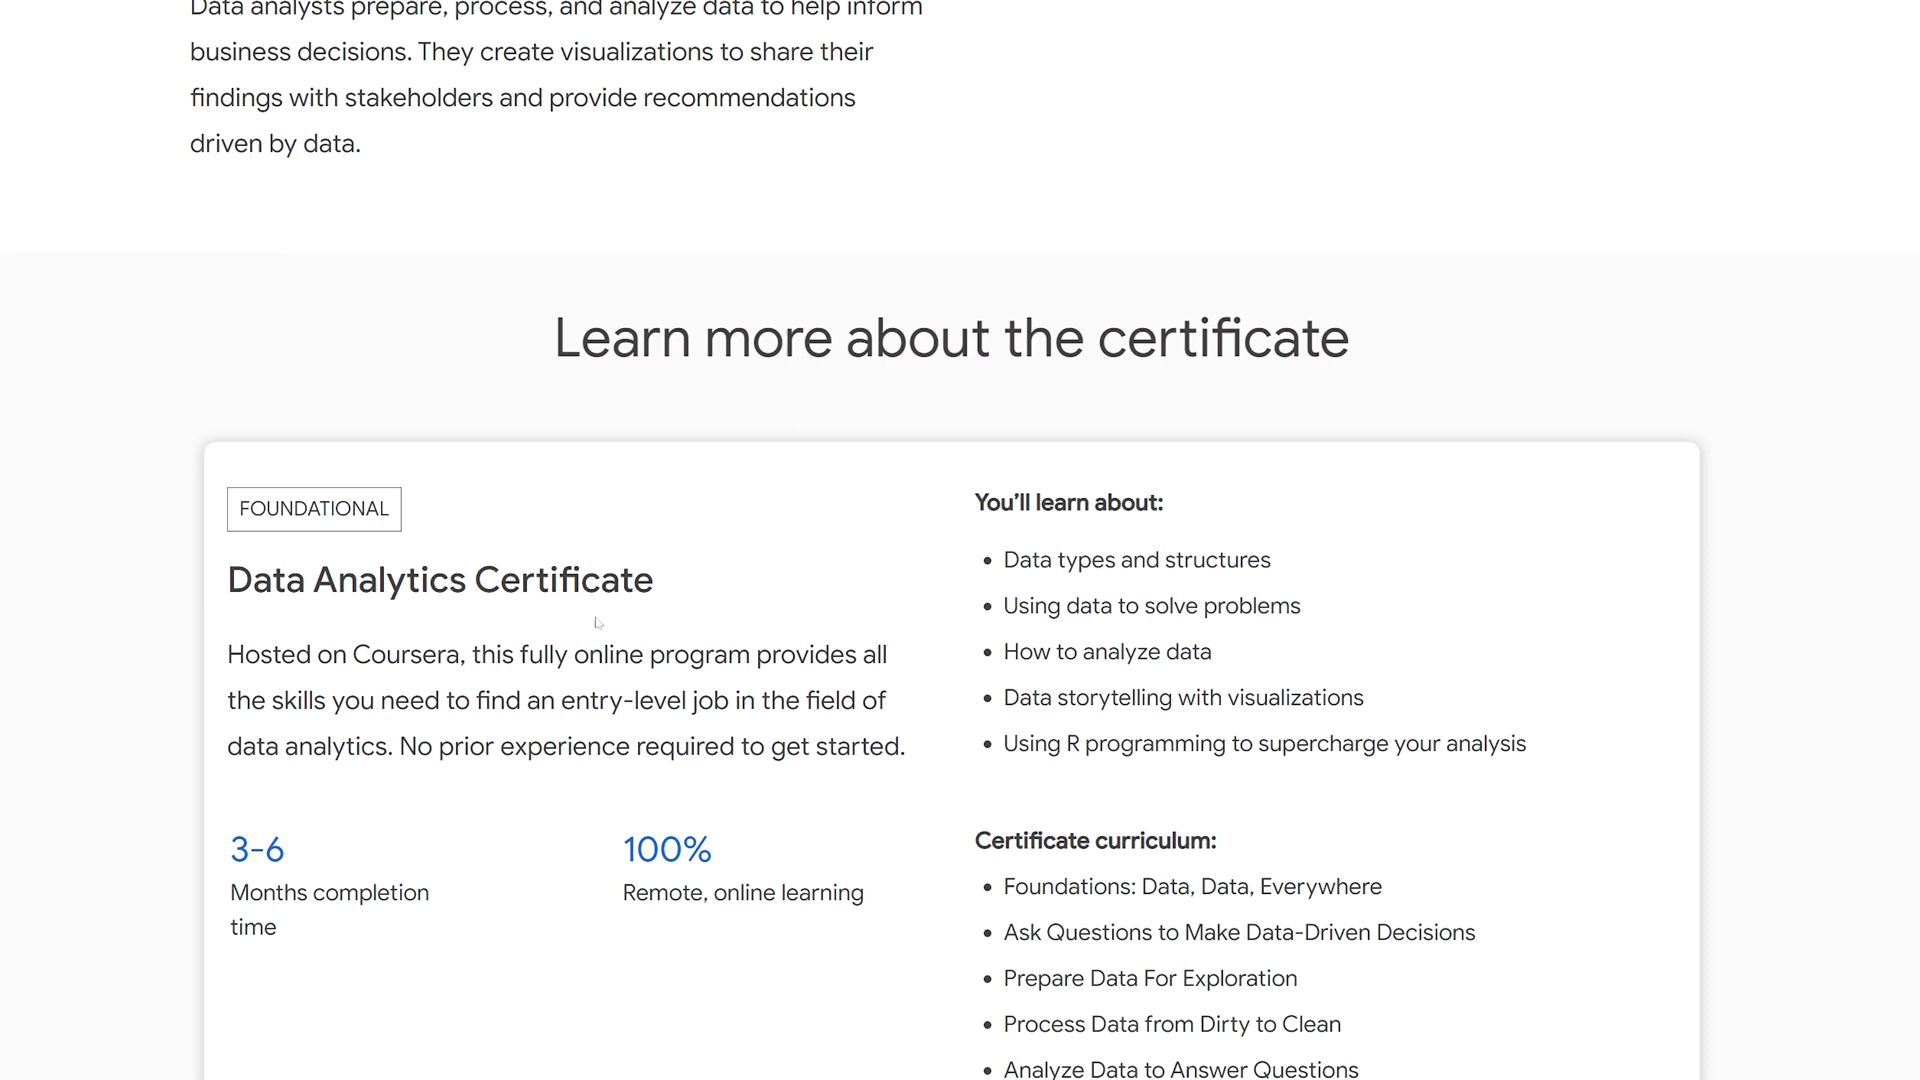 Data analysts prepare, process, and analyze data to help inform
business decisions. They create visualizations to share their
findings with stakeholders and provide recommendations
driven by data.
Learn more about the certificate
FOUNDATIONAL
Data Analytics Certificate
Hosted on Coursera, this fully online program provides all
the skills you need to find an entry-level job in the field of
data analytics. No prior experience required to get started.
3-6
Months completion
time
100%
Remote, online learning
You’ll learn about:
• Data types and structures
• Using data to solve problems
• How to analyze data
• Data storytelling with visualizations
• Using R programming to supercharge your analysis
Certificate curriculum:
• Foundations: Data, Data, Everywhere
• Ask Questions to Make Data-Driven Decisions
• Prepare Data For Exploration
• Process Data from Dirty to Clean
• Analyze Data to Answer Questions